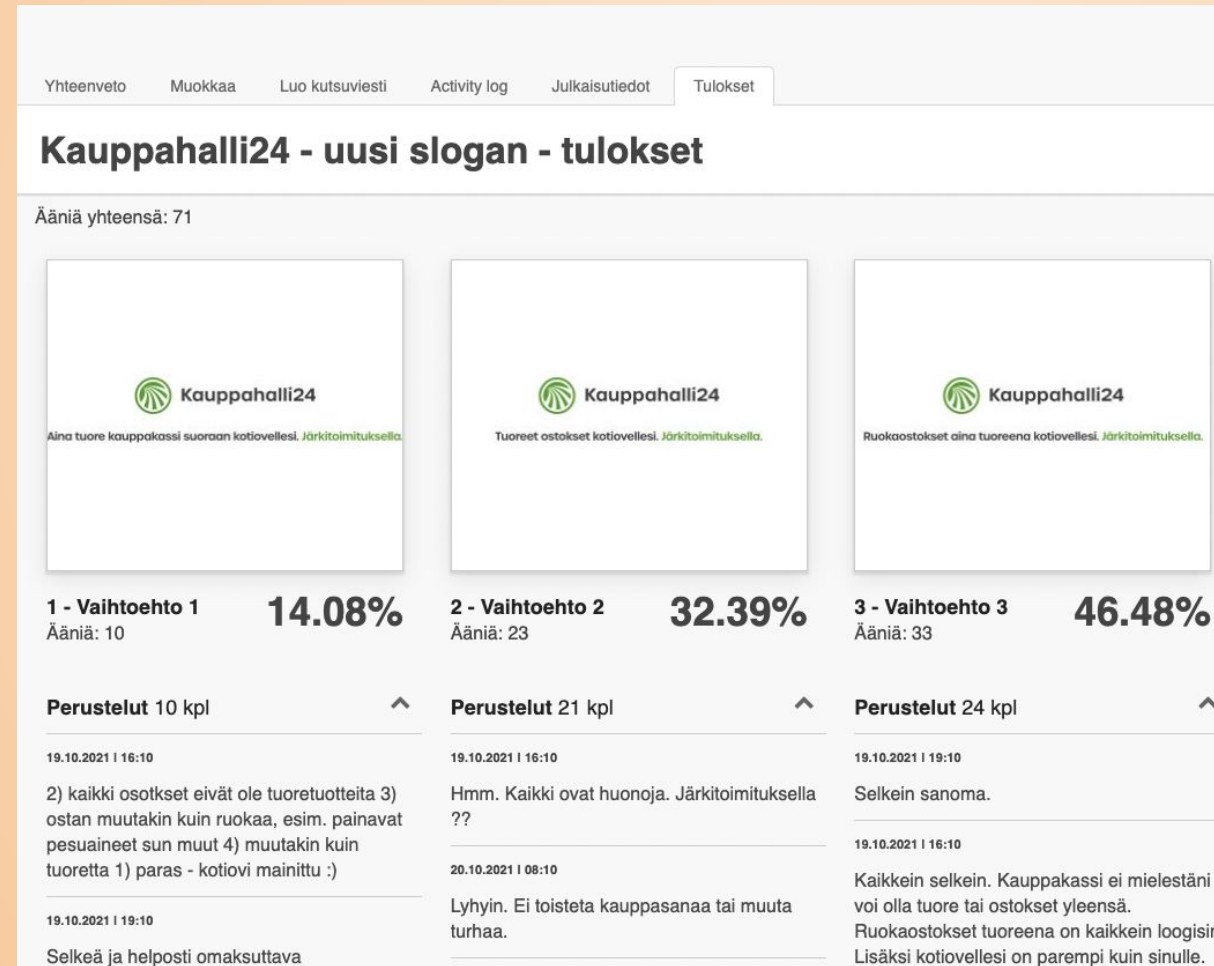 Yhteenveto Muokkaa Luo kutsuviesti Activity log Julkaisutiedot Tulokset
Kauppahalli24 - uusi slogan - tulokset
Ääniä yhteensä: 71
Kauppahalli24
Aina tuore kauppakassi suoraan kotiovellesi. Järkitoimituksella.
1 - Vaihtoehto 1 14.08%
Ääniä: 10
Perustelut 10 kpl
19.10.2021 | 16:10
2) kaikki osotkset eivät ole tuoretuotteita 3)
ostan muutakin kuin ruokaa, esim. painavat
pesuaineet sun muut 4) muutakin kuin
tuoretta 1) paras - kotiovi mainittu :)
19.10.2021 | 19:10
Selkeä ja helposti omaksuttava
Kauppahalli24
Tuoreet ostokset kotiovellesi. Järkitoimituksella.
2 - Vaihtoehto 2 32.39%
Ääniä: 23
Perustelut 21 kpl
19.10.2021 | 16:10
Hmm. Kaikki ovat huonoja. Järkitoimituksella
??
20.10.2021 | 08:10
Lyhyin. Ei toisteta kauppasanaa tai muuta
turhaa.
Kauppahalli24
Ruokaostokset aina tuoreena kotiovellesi. Järkitoimituksella.
3 - Vaihtoehto 3 46.48%
Ääniä: 33
Perustelut 24 kpl
19.10.2021 | 19:10
Selkein sanoma.
19.10.2021 | 16:10
Kaikkein selkein. Kauppakassi ei mielestäni
voi olla tuore tai ostokset yleensä.
Ruokaostokset tuoreena on kaikkein
Lisäksi kotiovellesi on parempi kuin sinulle.